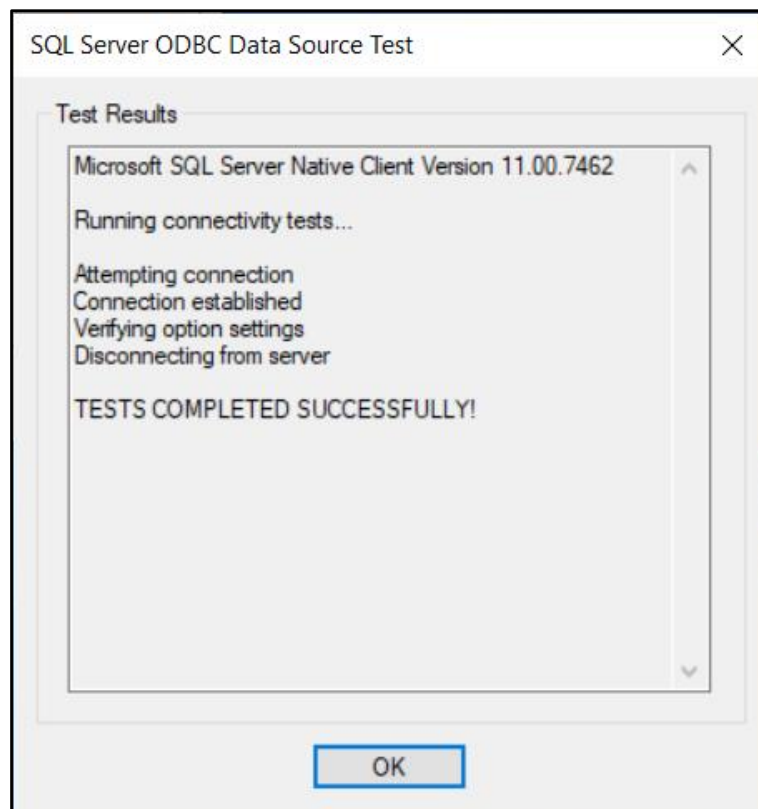 SQL Server ODBC Data Source Test
Test Results
Microsoft SQL Server Native Client Version 11.00.7462
Running connectivity tests...
Attempting connection
Connection established
Verifying option settings
Disconnecting from server
TESTS COMPLETED SUCCESSFULLY!
OK